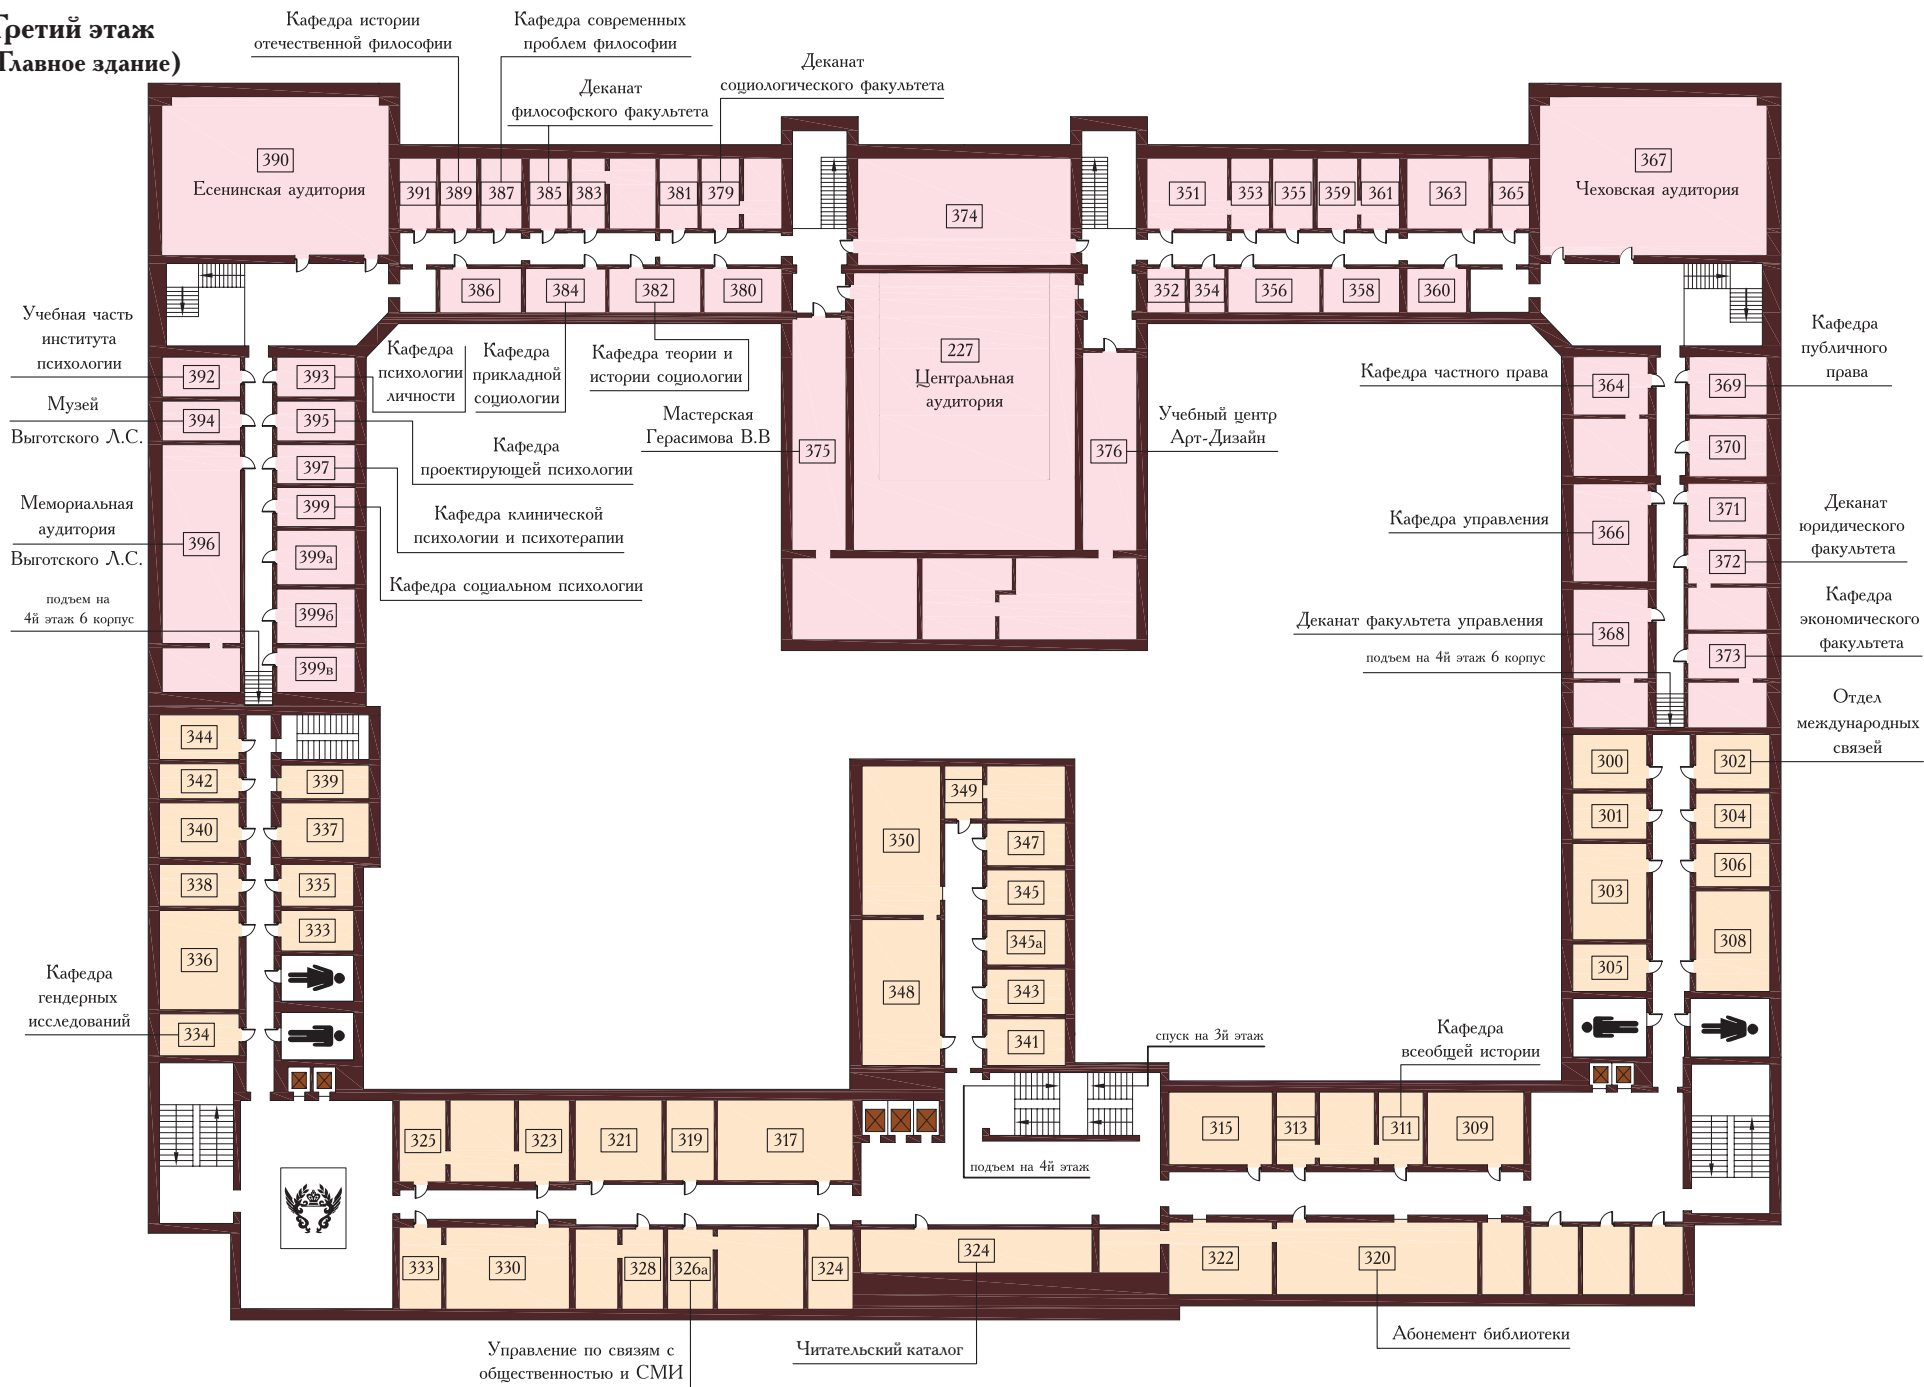 Третий этаж
(Главное здание)
Кафедра истории
отечественной философии
Кафедра современных
проблем философии
Деканат
философского факультета
Деканат
социологического факультета
390
Есенинская аудитория
391
389
387
385
383
381
379
374
351
353
355
359
361
363
365
367
Чеховская аудитория
386
384
382
380
352
354
356
358
360
Учебная часть
института
психологии
392
393
Кафедра
психологии
личности
Кафедра
прикладной
социологии
Кафедра теории и
истории социологии
227
Центральная
аудитория
Кафедра частного права
364
369
Кафедра
публичного
права
Музей
Выготского Л.С.
394
395
Кафедра
проектирующей психологии
Мастерская
Герасимова В.В
375
376
Учебный центр
Арт-Дизайн
370
397
399
Кафедра клинической
психологии и психотерапии
Мемориальная
аудитория
Выготского Л.С.
396
399а
Кафедра социальном психологии
Кафедра управления
366
371
372
Деканат
юридического
факультета
подъем на
4й этаж 6 корпус
399б
399в
Деканат факультета управления
368
подъем на 4й этаж 6 корпус
373
Кафедра
экономического
факультета
Отдел
международных
связей
344
342
339
340
337
338
335
333
336
Кафедра
гендерных
исследований
334
349
350
347
345
345а
348
343
341
300
302
301
304
306
303
308
305
спуск на 3й этаж
Кафедра
всеобщей истории
325
323
321
319
317
подъем на 4й этаж
315
313
311
309
333
330
328
326а
324
324
322
320
Управление по связям с
общественностью и СМИ
Читательский каталог
Абонемент библиотеки